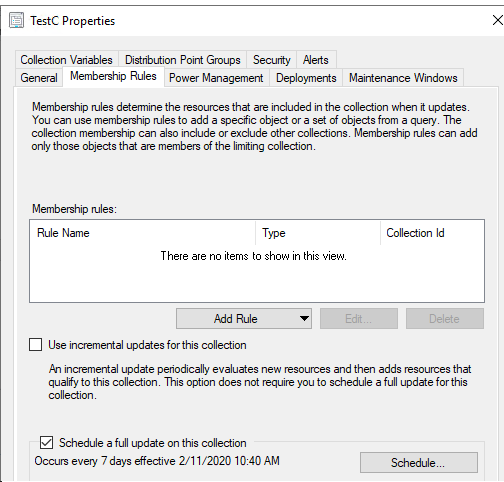 TestC Properties
Collection Variables Distribution Point Groups Security Alerts
General Membership Rules Power Management Deployments Maintenance Windows
Membership rules determine the resources that are included in the collection when it updates.
You can use membership rules to add a specific object or a set of objects from a query. The
collection membership can also include or exclude other collections. Membership rules can add
only those objects that are members of the limiting collection.
Membership rules:
Rule Name Type Collection Id
There are no items to show in this view.
Add Rule Edit... Delete
Use incremental updates for this collection
An incremental update periodically evaluates new resources and then adds resources that
qualify to this collection. This option does not require you to schedule a full update for this
collection.
Schedule a full update on this collection
Occurs every 7 days effective 2/11/2020 10:40 AM Schedule...